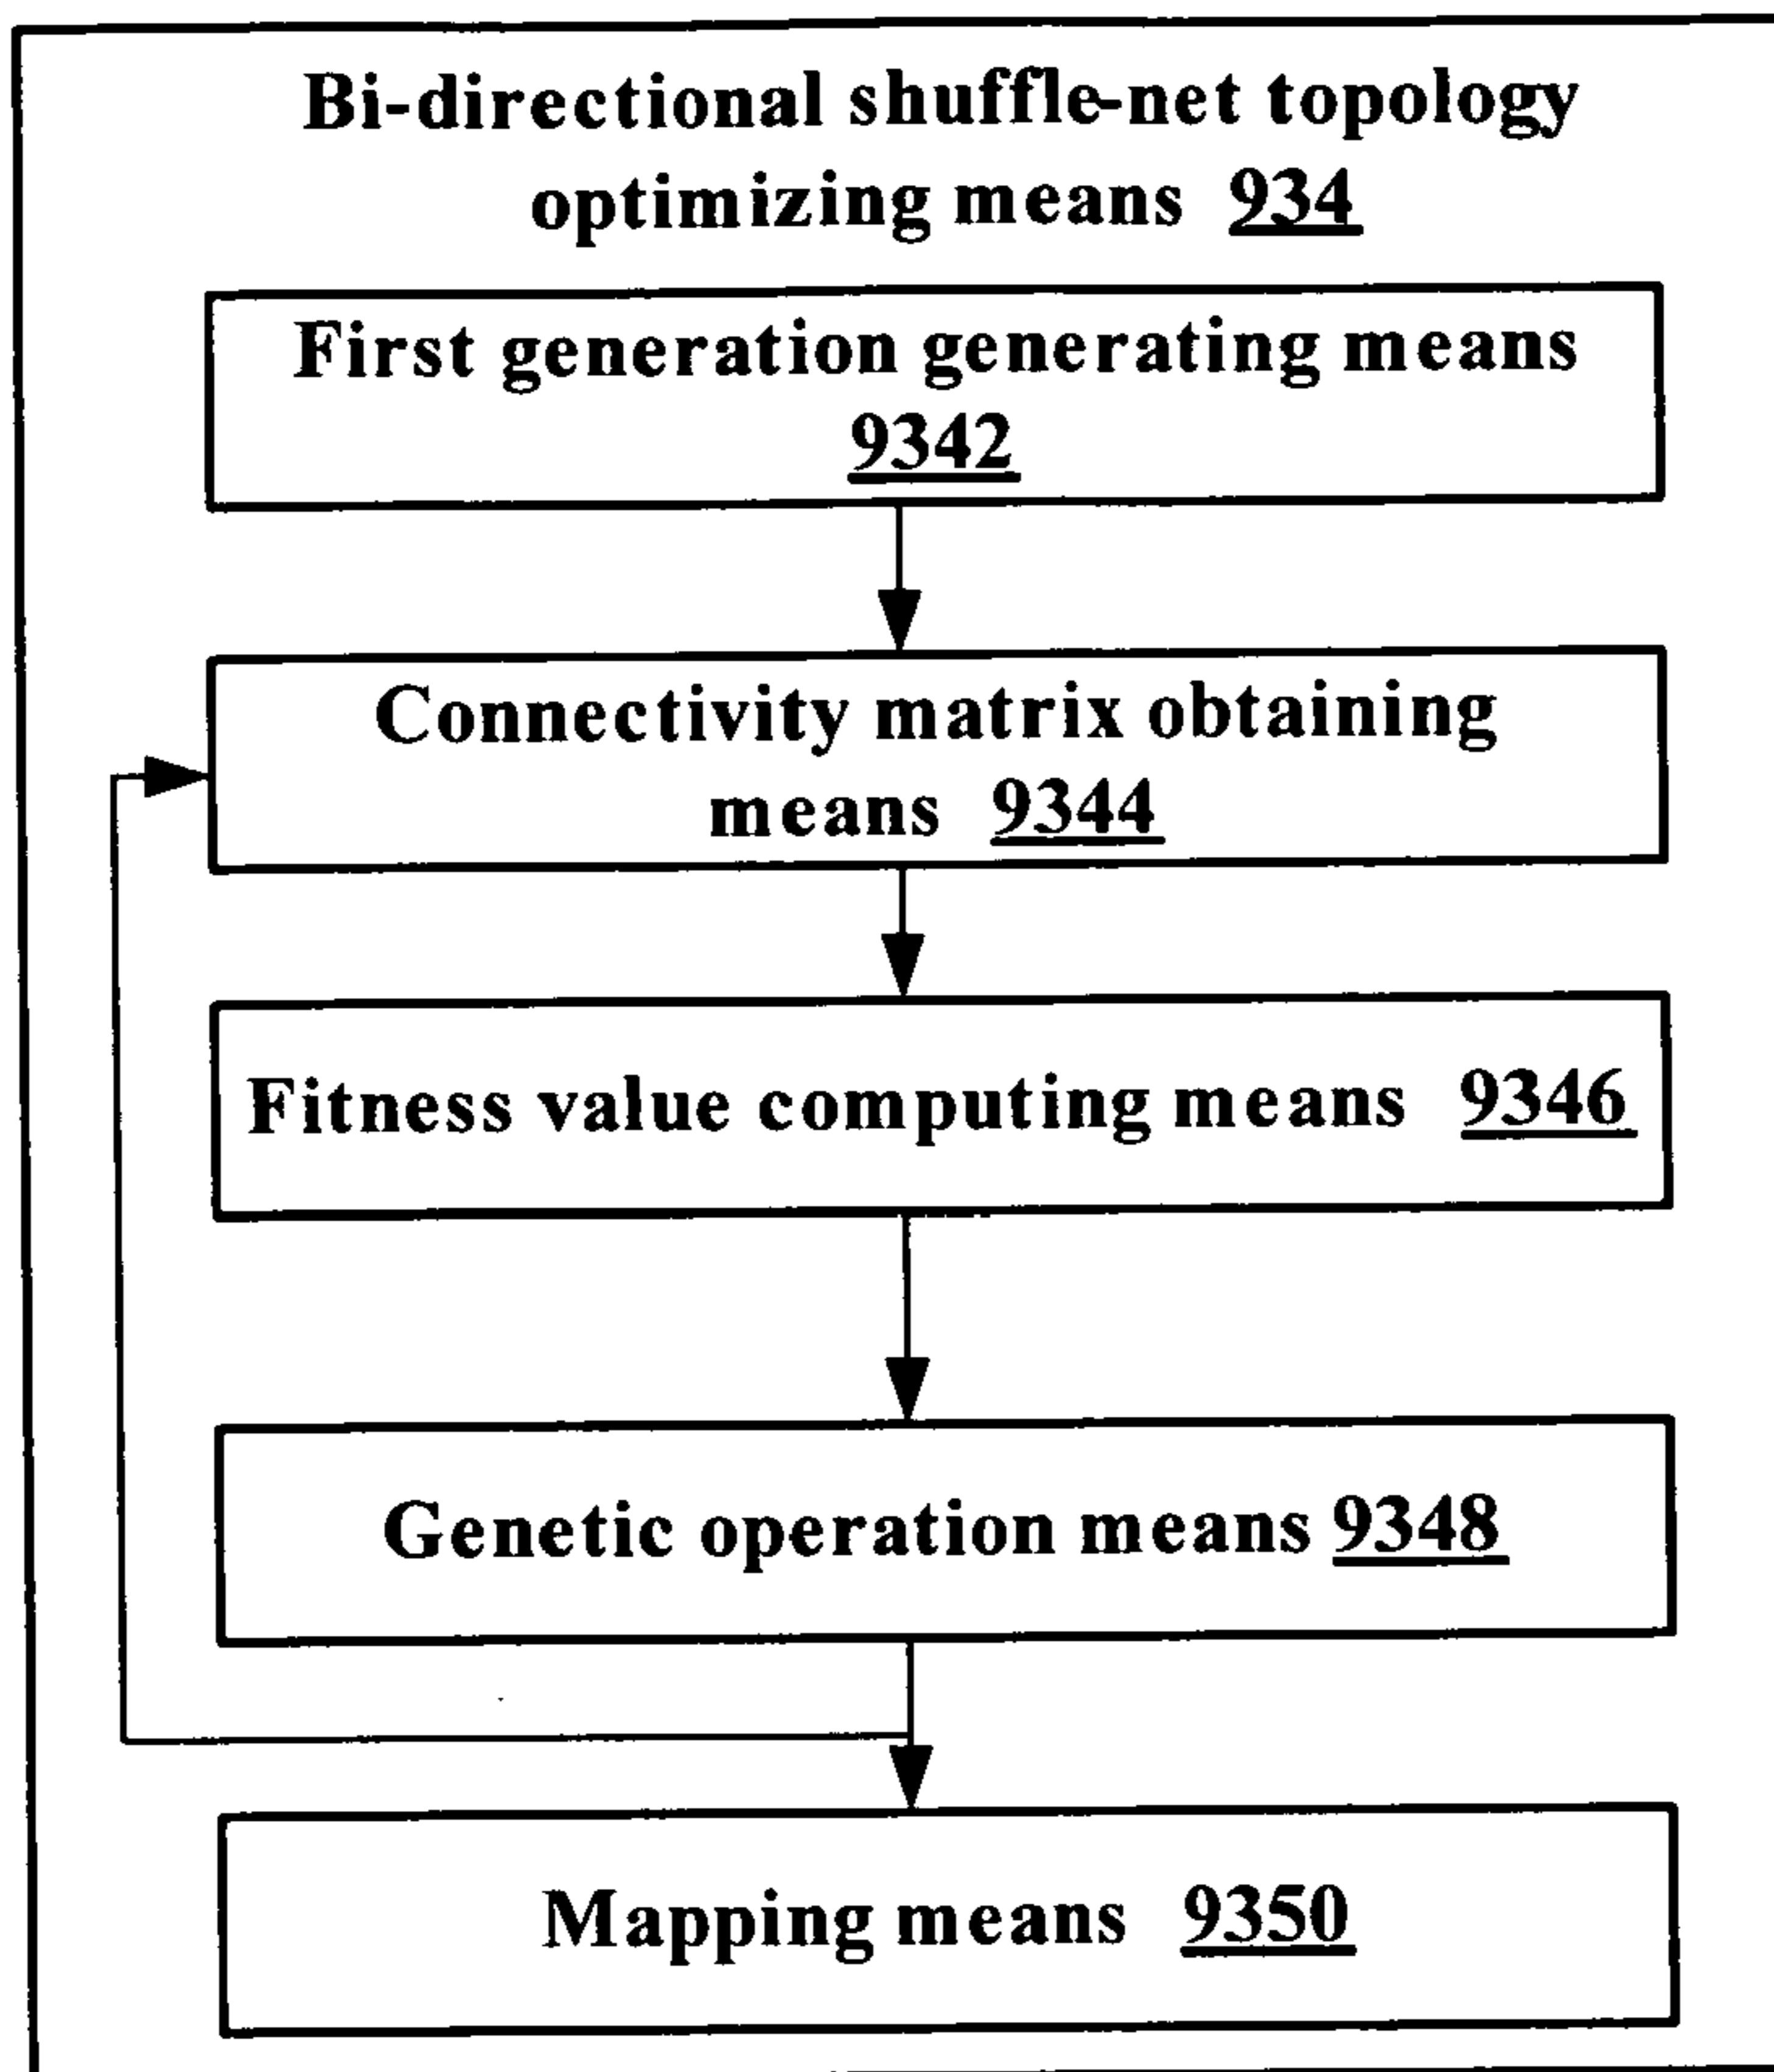 Bi-directional shuffle-net topology
optimizing means 934
First generation generating means
9342
Connectivity matrix obtaining
means 9344
Fitness value computing means 9346
Genetic operation means 9348
Mapping means 9350